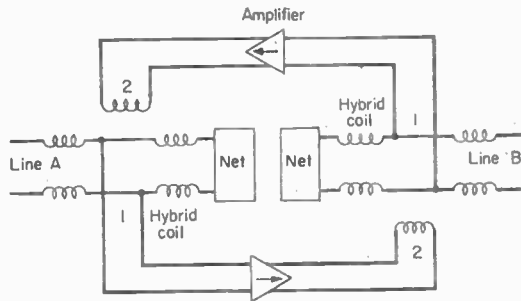 Amplifier
2
Hybrid
coil
1
Line A
Net
Net
Line B
1
Hybrid
coil
2